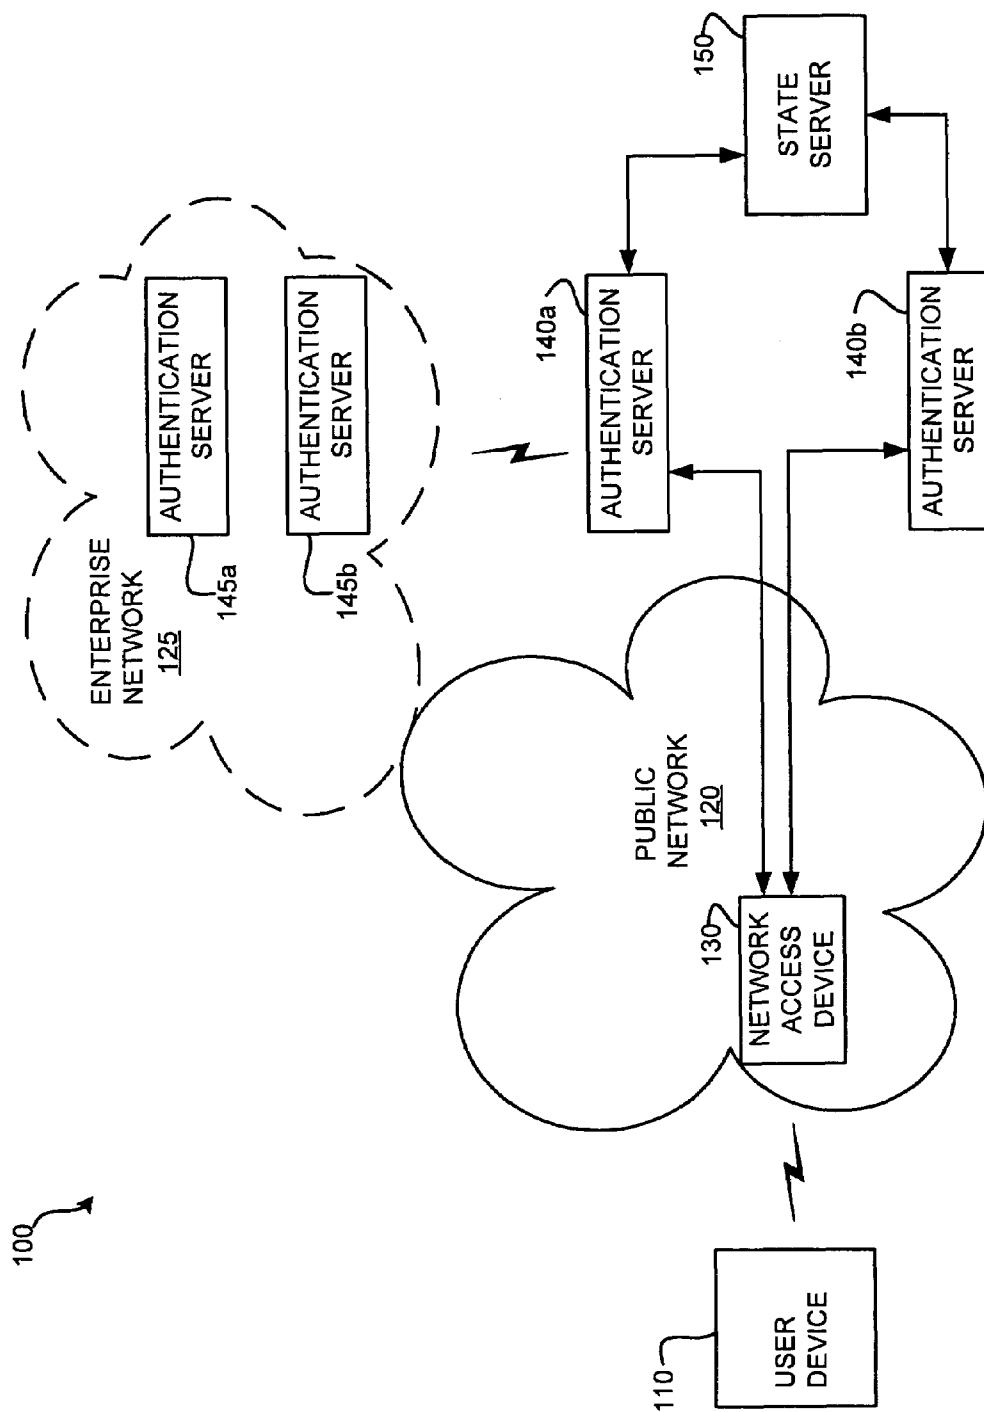 100
ENTERPRISE
NETWORK
125
AUTHENTICATION
SERVER
145a
AUTHENTICATION
SERVER
145b
PUBLIC
NETWORK
120
110
USER
DEVICE
130
NETWORK
ACCESS
DEVICE
140a
AUTHENTICATION
SERVER
140b
AUTHENTICATION
SERVER
150
STATE
SERVER